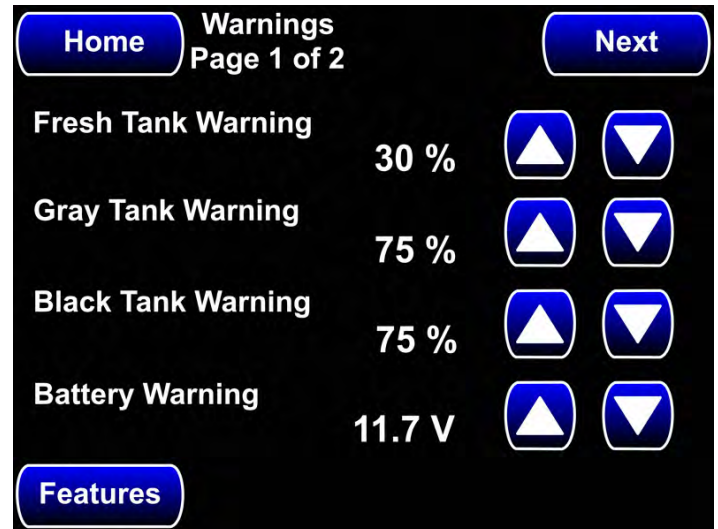 Home
Warnings
Page 1 of 2
Next
Fresh Tank Warning
30 %
Gray Tank Warning
75 %
Black Tank Warning
75 %
Battery Warning
11.7 V
Features